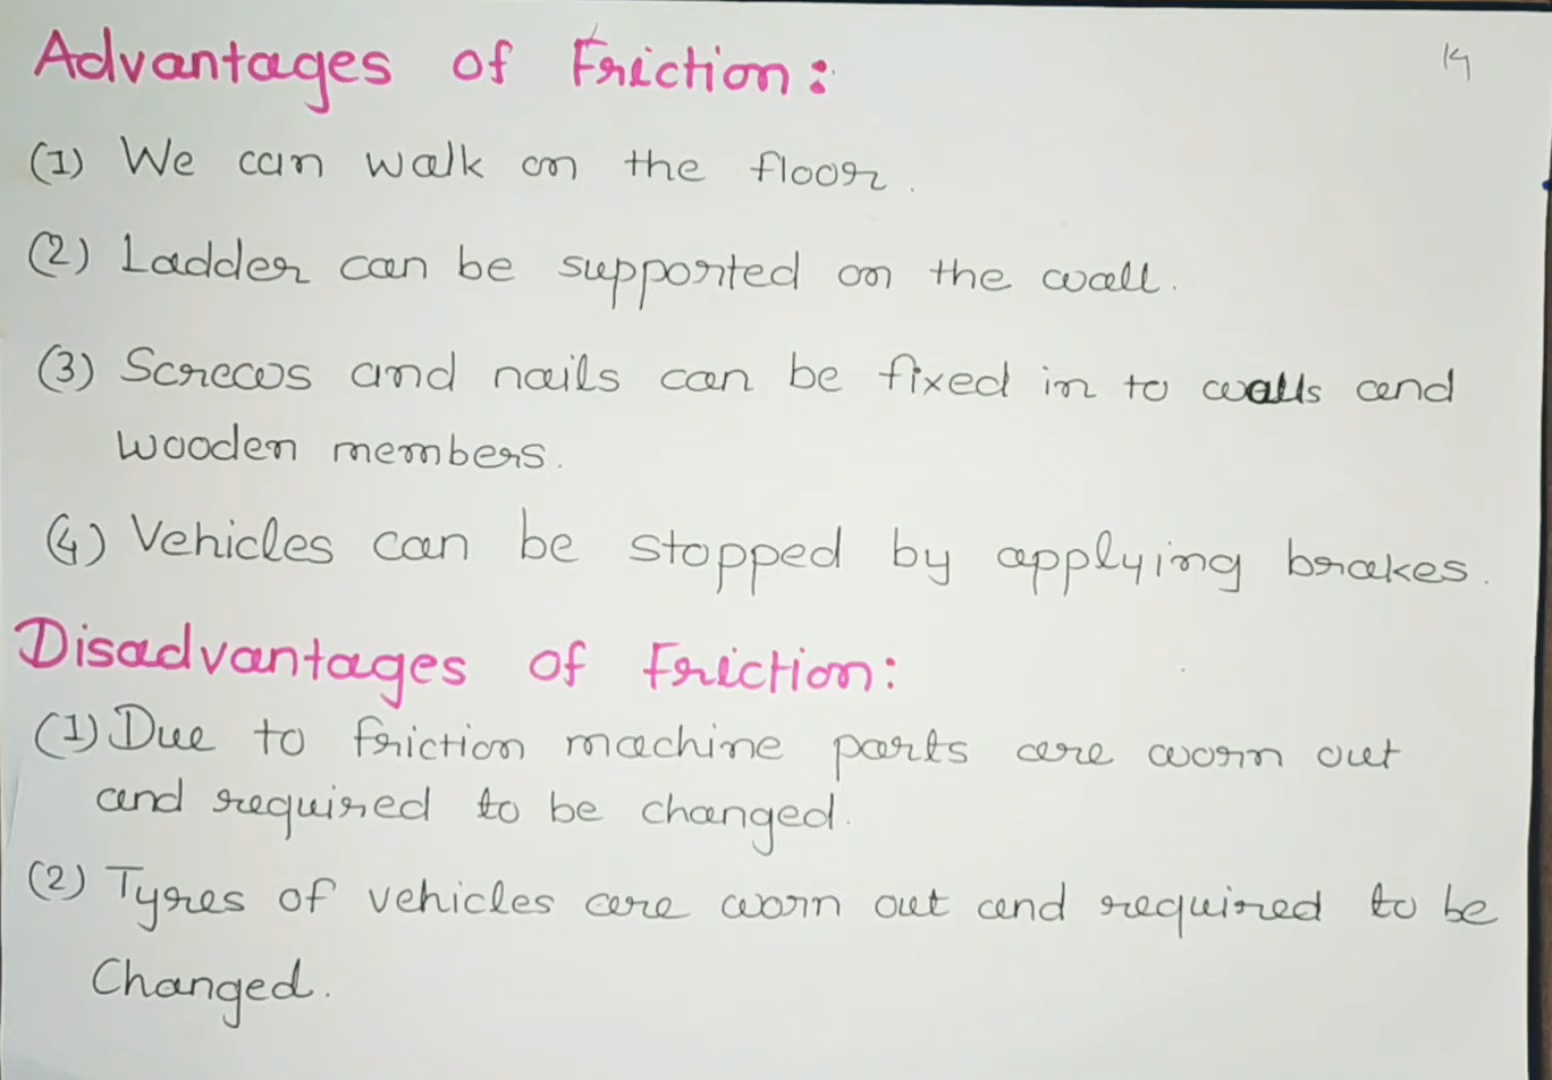 Advantages of Friction:
14
(1) We can walk on the floor.
(2) Ladder can be supported on the wall.
(3) Screws and nails can be fixed in to walls and
wooden members.
(4) Vehicles can be stopped by applying brakes.
Disadvantages of Friction:
(1) Due to friction machine parts are worn out
and required to be changed.
(2) Tyres of vehicles are worn out and required to be
Changed.